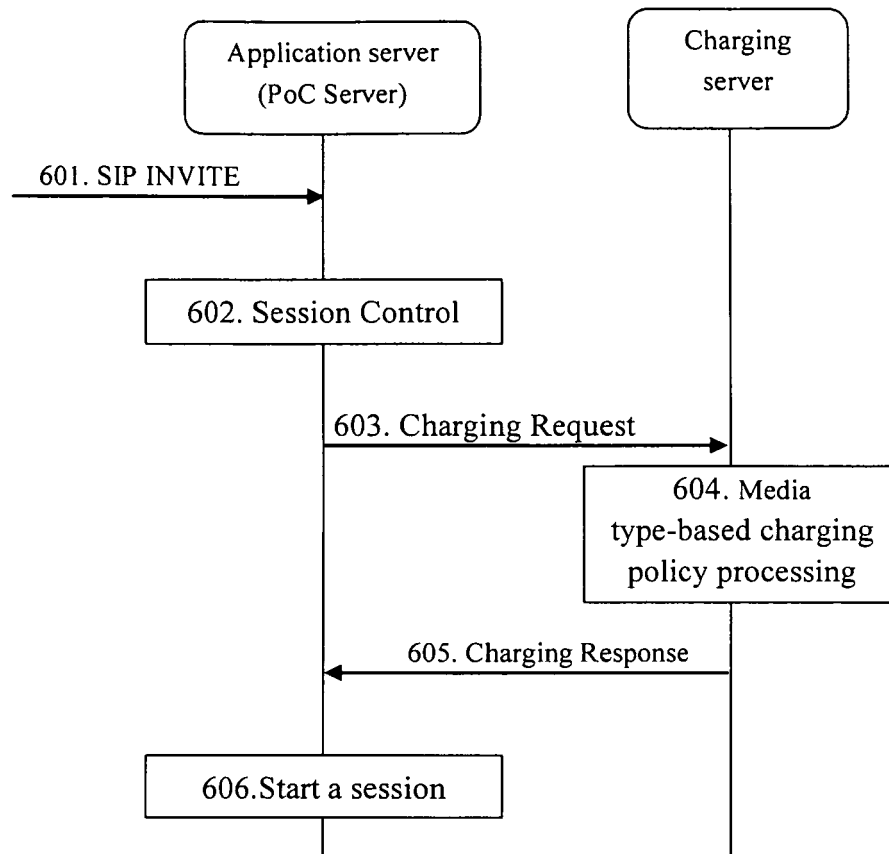 Application server
(PoC Server)
Charging
server
601. SIP INVITE
602. Session Control
603. Charging Request
604. Media
type-based charging
policy processing
605. Charging Response
606.Start a session